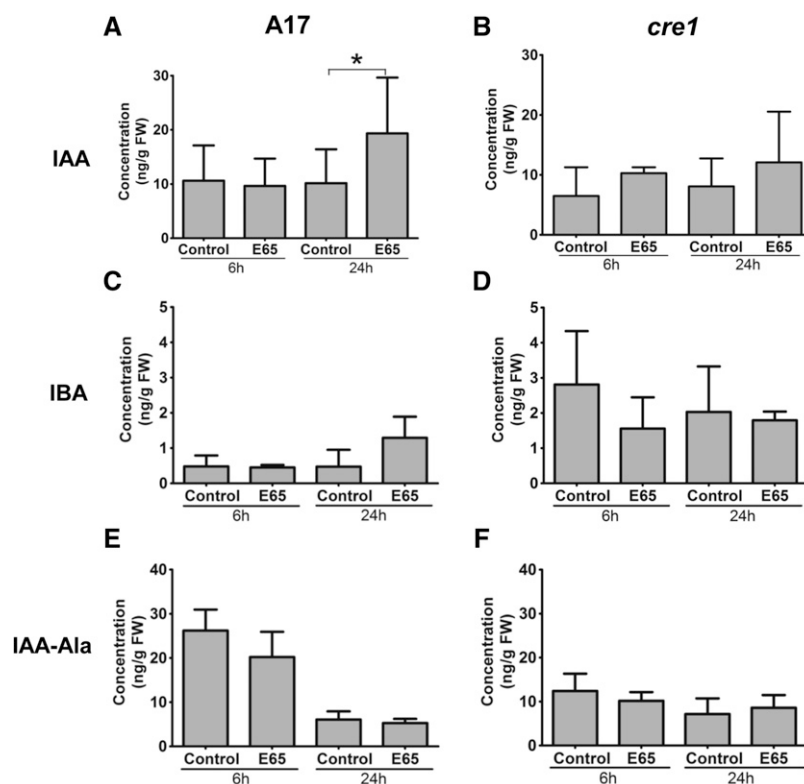 A
A17
B
cre1
IAA
Concentration
(ng/g FW)
30
20
10
0
*
Control
E65
Control
E65
6h
24h
Concentration
(ng/g FW)
30
20
10
0
Control
E65
Control
E65
6h
24h
C
D
IBA
Concentration
(ng/g FW)
5
4
3
2
1
0
Control
E65
Control
E65
6h
24h
Concentration
(ng/g FW)
5
4
3
2
1
0
Control
E65
Control
E65
6h
24h
E
F
IAA-Ala
Concentration
(ng/g FW)
40
30
20
10
0
Control
E65
Control
E65
6h
24h
Concentration
(ng/g FW)
40
30
20
10
0
Control
E65
Control
E65
6h
24h